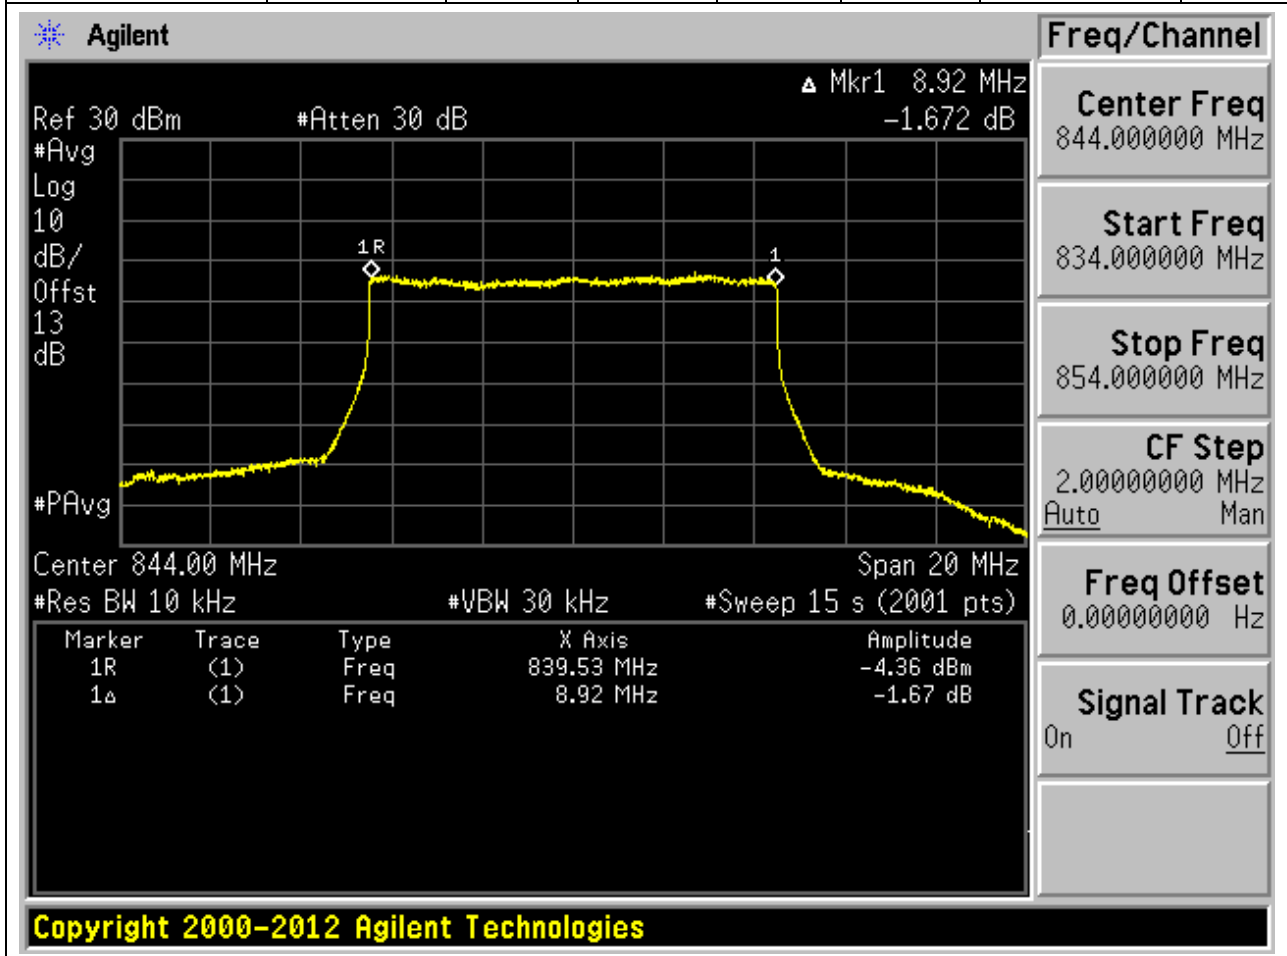 Agilent
Freq/Channel
▵ Mkr1 8.92 MHz
Ref 30 dBm #Atten 30 dB -1.672 dB
#Avg
Log
10
dB/
Offst
13
dB
#PAvg
1R
1
Center 844.00 MHz Span 20 MHz
#Res BW 10 kHz #VBW 30 kHz #Sweep 15 s (2001 pts)
Marker Trace Type X Axis Amplitude
1R (1) Freq 839.53 MHz -4.36 dBm
1▵ (1) Freq 8.92 MHz -1.67 dB
Center Freq
844.000000 MHz
Start Freq
834.000000 MHz
Stop Freq
854.000000 MHz
CF Step
2.00000000 MHz
Auto Man
Freq Offset
0.00000000 Hz
Signal Track
On Off
Copyright 2000-2012 Agilent Technologies